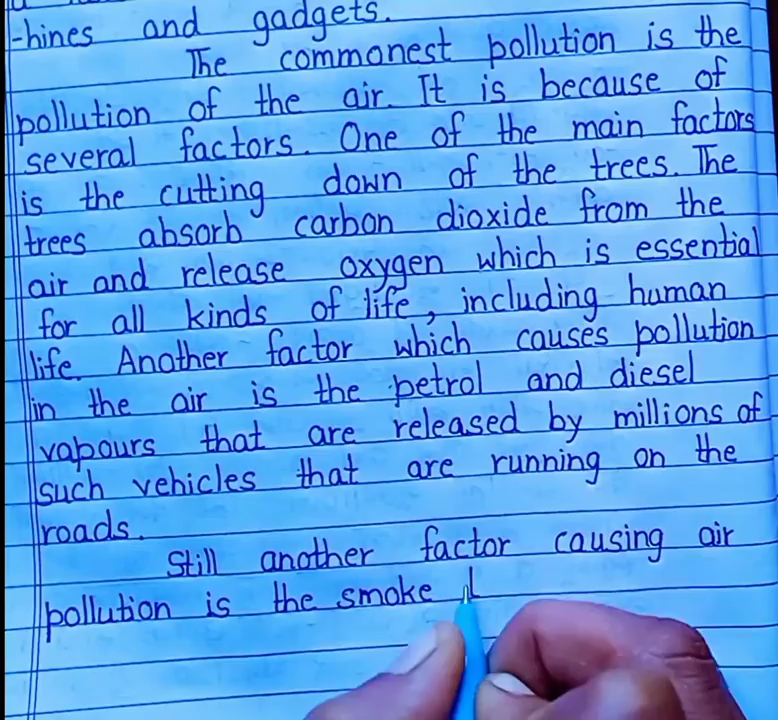 -hines and gadgets.
The commonest pollution is the
pollution of the air. It is because of
several factors. One of the main factors
is the cutting down of the trees. The
trees absorb carbon dioxide from the
air and release oxygen which is essential
for all kinds of life, including human
life. Another factor which causes pollution
in the air is the petrol and diesel
vapours that are released by millions of
such vehicles that are running on the
roads.
Still another factor causing air
pollution is the smoke